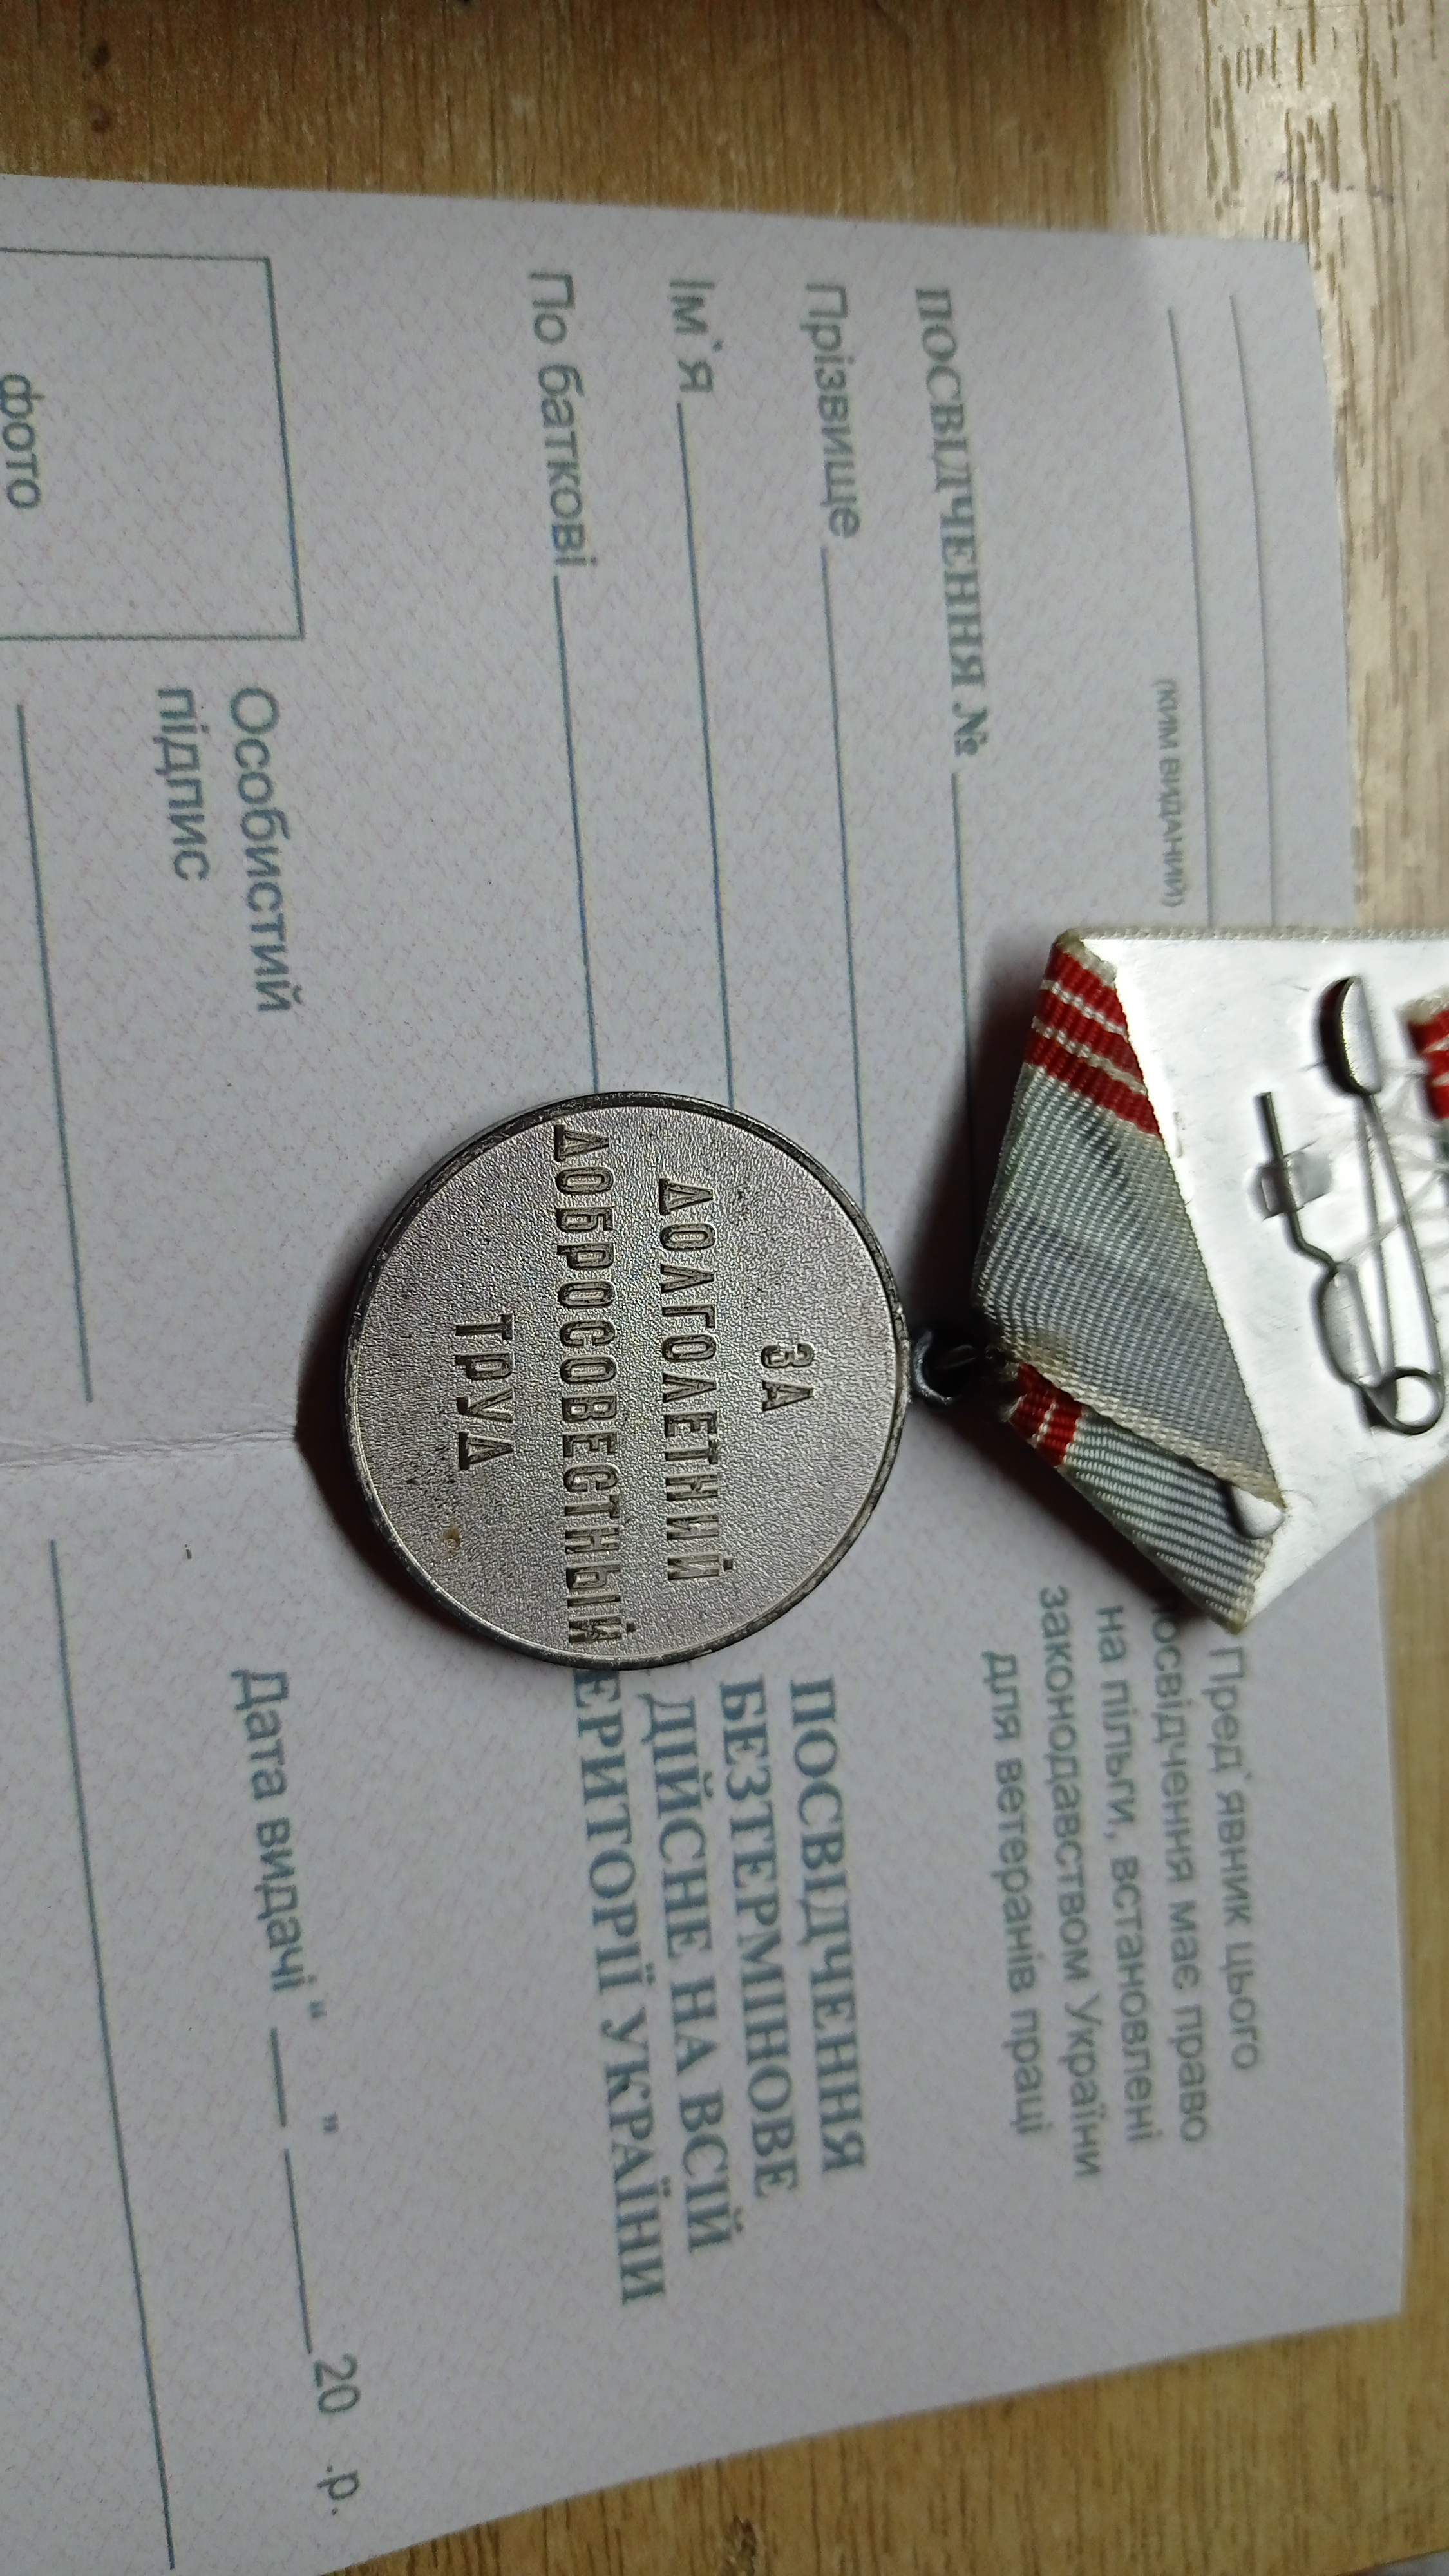 (ким виданий)
ПОСВІДЧЕННЯ №
Прізвище
Ім`я
По баткові
фото
Особистий
підпис
ЗА
ДОЛГОЛЕТНИЙ
ДОБРОСОВЕСТНЫЙ
ТРУД
Пред`явник цього
посвідчення має право
на пільги, встановлені
законодавством України
для ветеранів праці
ПОСВІДЧЕННЯ
БЕЗТЕРМІНОВЕ
ДІЙСНЕ НА ВСІЙ
ЕРИТОРІЇ УКРАЇНИ
Дата видачі “ ” 20 .р.